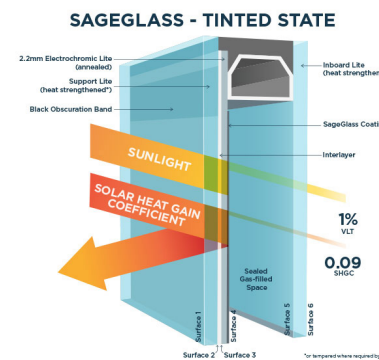 SAGEGLASS - TINTED STATE
2.2mm Electrochromic Lite
(annealed)
Support Lite
(heat strengthened*)
Black Obscuration Band
Inboard Lite
(heat strengthe
SageGlass Coati
Interlayer
SUNLIGHT
SOLAR HEAT GAIN
COEFFICIENT
1%
VLT
0.09
SHGC
Sealed
Gas-filled
Space
Surface 1
Surface 4
Surface 5
Surface 6
Surface 2
Surface 3
*or tempered where required by